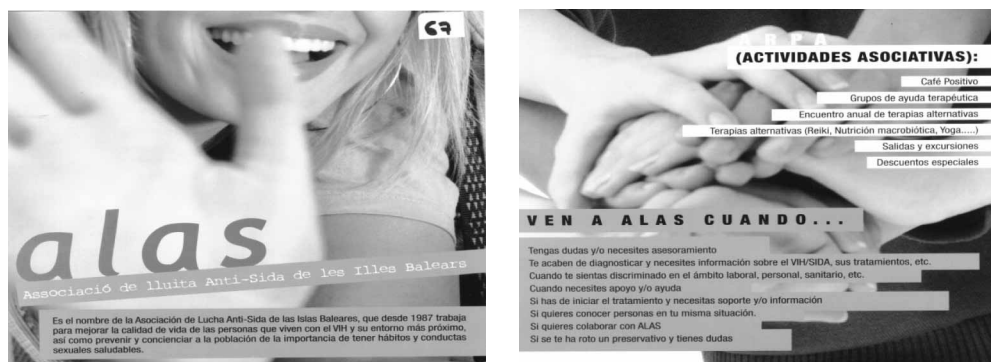 67
alas
Associació de lluita Anti-Sida de les Illes Balears
Es el nombre de la Asociación de Lucha Anti-Sida de las Islas Baleares, que desde 1987 trabaja
para mejorar la calidad de vida de las personas que viven con el VIH y su entorno más próximo,
así como prevenir y concienciar a la población de la importancia de tener hábitos y conductas
sexuales saludables.
ARPA
(ACTIVIDADES ASOCIATIVAS):
Café Positivo
Grupos de ayuda terapéutica
Encuentro anual de terapias alternativas
Terapias alternativas (Reiki, Nutrición macrobiótica, Yoga.....)
Salidas y excursiones
Descuentos especiales
VEN A ALAS CUANDO...
Tengas dudas y/o necesites asesoramiento
Te acaben de diagnosticar y necesites información sobre el VIH/SIDA, sus tratamientos, etc.
Cuando te sientas discriminado en el ámbito laboral, personal, sanitario, etc.
Cuando necesites apoyo y/o ayuda
Si has de iniciar el tratamiento y necesitas soporte y/o información
Si quieres conocer personas en tu misma situación.
Si quieres colaborar con ALAS
Si se te ha roto un preservativo y tienes dudas